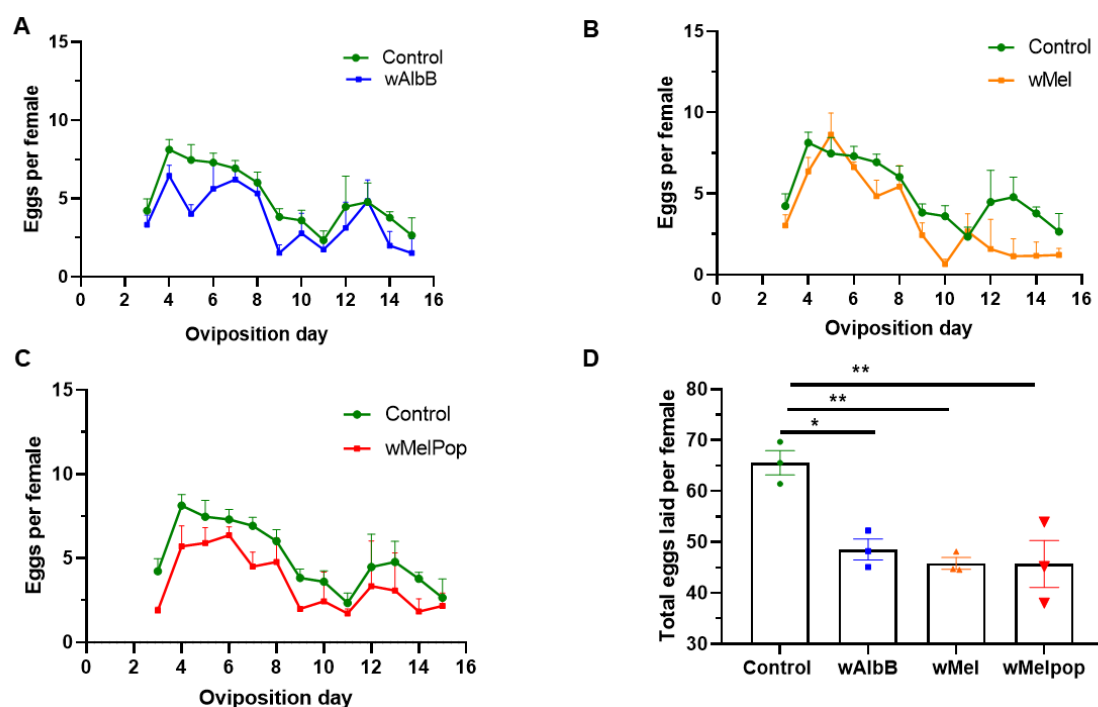 A
15
10
5
0
Eggs per female
Control
wAlbB
0 2 4 6 8 10 12 14 16
Oviposition day
B
15
10
5
0
Eggs per female
Control
wMel
0 2 4 6 8 10 12 14 16
Oviposition day
C
15
10
5
0
Eggs per female
Control
wMelPop
0 2 4 6 8 10 12 14 16
Oviposition day
D
80
70
60
50
40
30
Total eggs laid per female
**
**
*
Control wAlbB wMel wMelpop